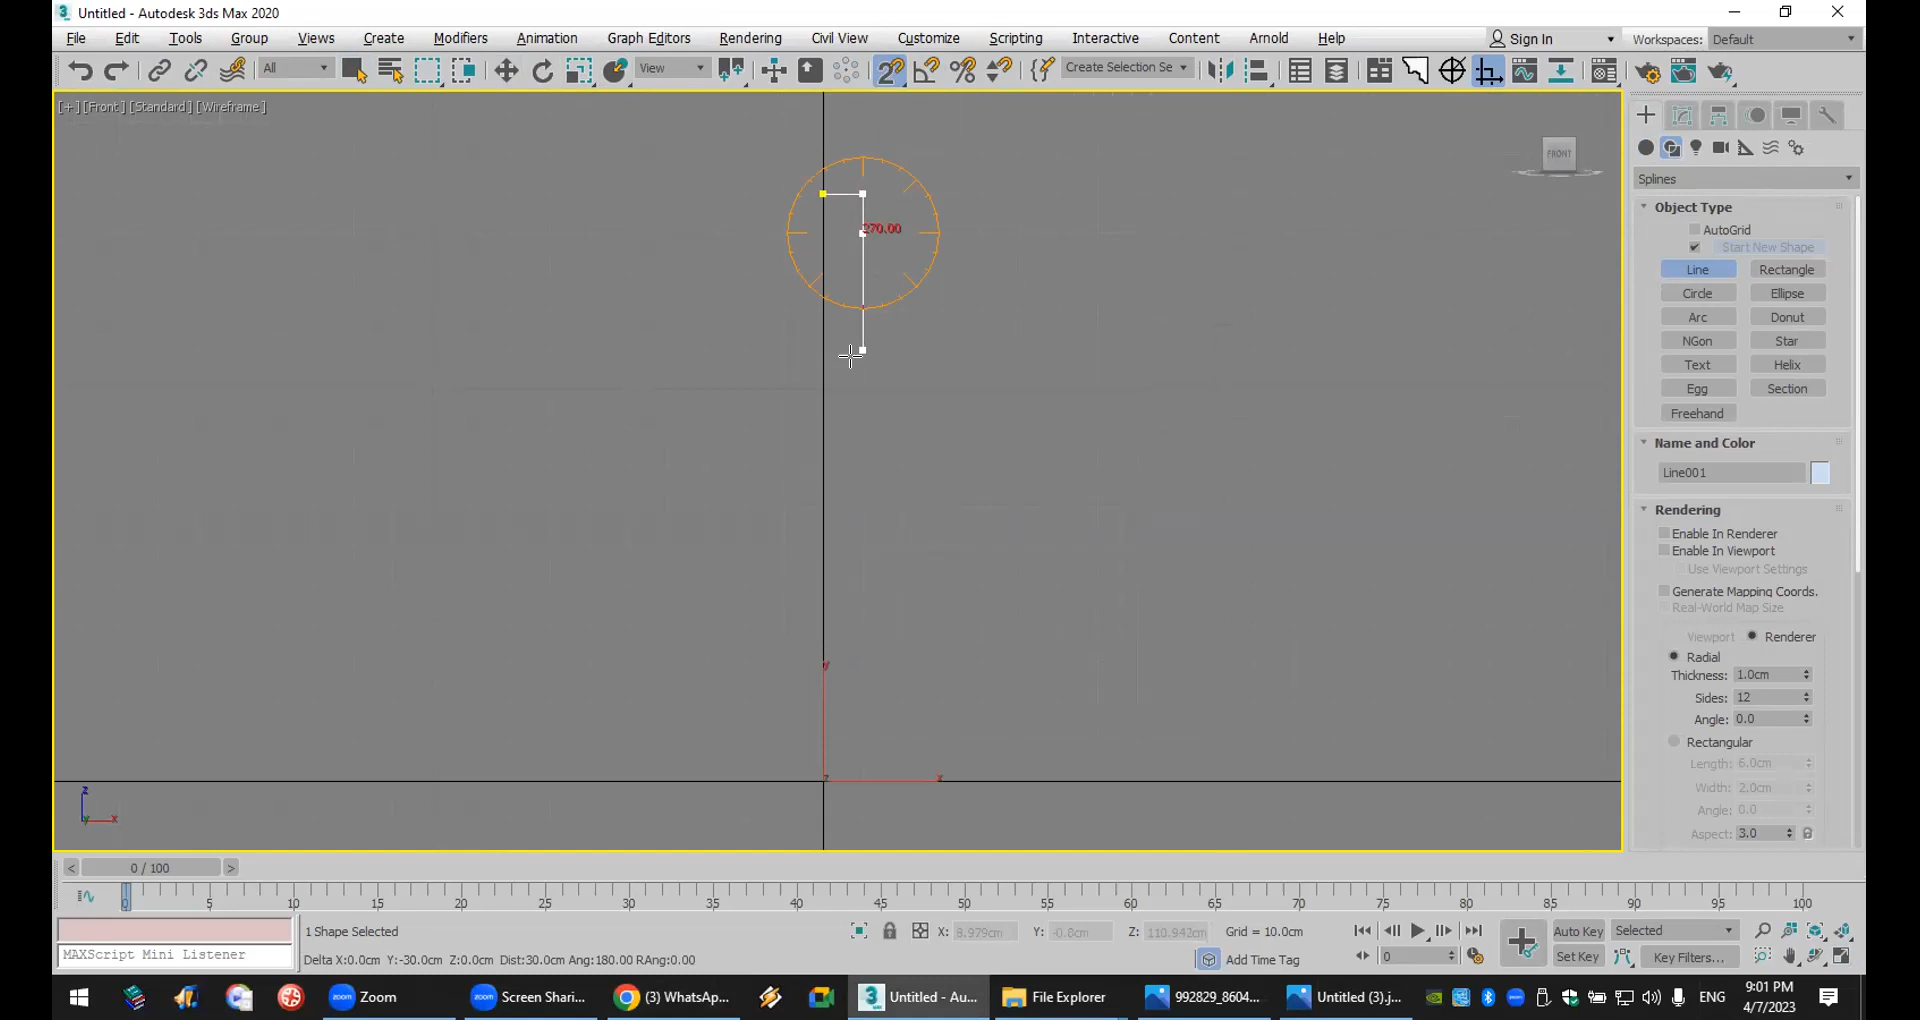 Untitled - Autodesk 3ds Max 2020
File Edit Tools Group Views Create Modifiers Animation Graph Editors Rendering Civil View Customize Scripting Interactive Content Arnold Help Sign In Workspaces: Default
All View Create Selection Se
[+] [Front] [Standard] [Wireframe]
FRONT
270.00
Y
z x
z
y x
Splines
Object Type
AutoGrid
Start New Shape
Line Rectangle
Circle Ellipse
Arc Donut
NGon Star
Text Helix
Egg Section
Freehand
Name and Color
Line001
Rendering
Enable In Renderer
Enable In Viewport
Use Viewport Settings
Generate Mapping Coords.
Real-World Map Size
Viewport Renderer
Radial
Thickness: 1.0cm
Sides: 12
Angle: 0.0
Rectangular
Length: 6.0cm
Width: 2.0cm
Angle: 0.0
Aspect: 3.0
< 0 / 100 >
0 5 10 15 20 25 30 35 40 45 50 55 60 65 70 75 80 85 90 95 100
1 Shape Selected X: 8.979cm Y: -0.8cm Z: 110.942cm Grid = 10.0cm Auto Key Selected
MAXScript Mini Listener Delta X:0.0cm Y:-30.0cm Z:0.0cm Dist:30.0cm Ang:180.00 RAng:0.00 Add Time Tag 0 Set Key Key Filters...
Zoom Screen Shari... (3) WhatsAp... Untitled - Au... File Explorer 992829_8604... Untitled (3).j... ENG 9:01 PM
4/7/2023